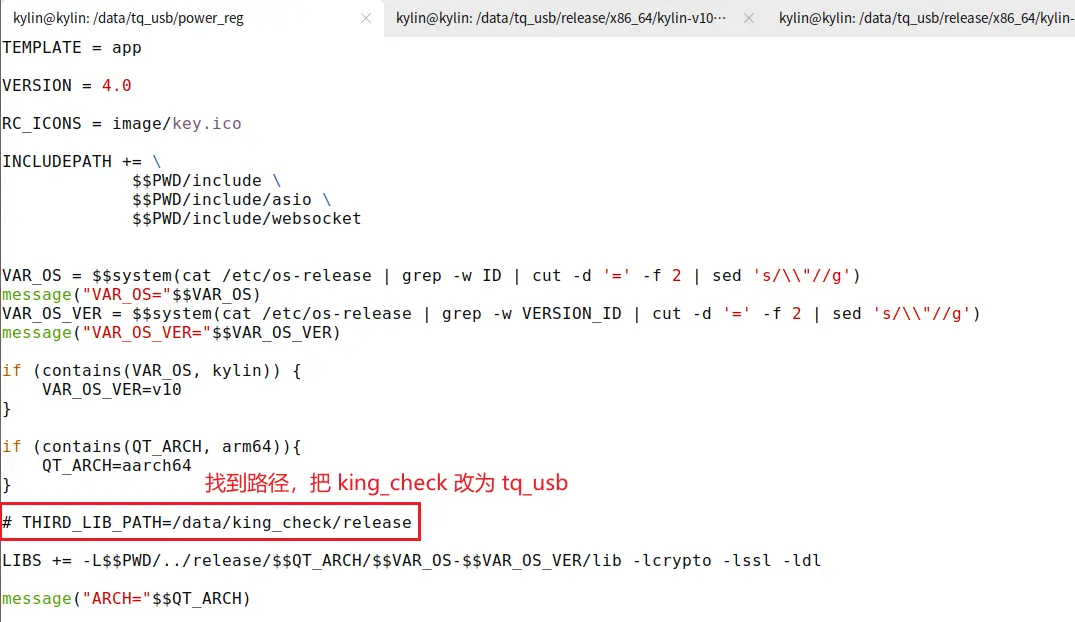 kylin@kylin: /data/tq_usb/power_reg
kylin@kylin: /data/tq_usb/release/x86_64/kylin-v10···
kylin@kylin: /data/tq_usb/release/x86_64/kylin-
TEMPLATE = app
VERSION = 4.0
RC_ICONS = image/key.ico
INCLUDEPATH += \
$$PWD/include \
$$PWD/include/asio \
$$PWD/include/websocket
VAR_OS = $$system(cat /etc/os-release | grep -w ID | cut -d '=' -f 2 | sed 's/\\"//g')
message("VAR_OS="$$VAR_OS)
VAR_OS_VER = $$system(cat /etc/os-release | grep -w VERSION_ID | cut -d '=' -f 2 | sed 's/\\"//g')
message("VAR_OS_VER="$$VAR_OS_VER)
if (contains(VAR_OS, kylin)) {
VAR_OS_VER=v10
}
if (contains(QT_ARCH, arm64)){
QT_ARCH=aarch64
}
找到路径，把 king_check 改为 tq_usb
# THIRD_LIB_PATH=/data/king_check/release
LIBS += -L$$PWD/../release/$$QT_ARCH/$$VAR_OS-$$VAR_OS_VER/lib -lcrypto -lssl -ldl
message("ARCH="$$QT_ARCH)